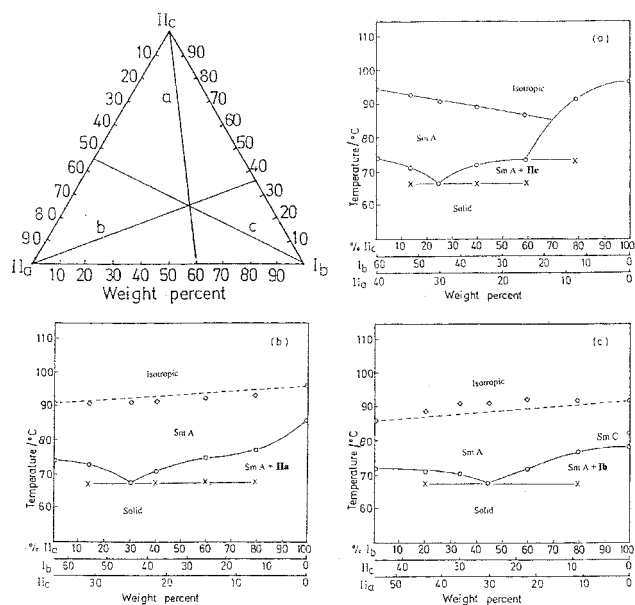 IIc
10 90
20 80
30 70
a
40 60
50 50
60 40
70 30
80 b c 20
90 10
IIa 10 20 30 40 50 60 70 80 90 Ib
Weight percent
(a)
110
100
90
80
70
60
Temperature/°C
Isotropic
Sm A
Sm A + IIc
Solid
% IIc 10 20 30 40 50 60 70 80 90 100
Ib 60 50 40 30 20 10 0
IIa 40 30 20 10 0
Weight percent
(b)
110
100
90
80
70
60
Temperature/°C
Isotropic
Sm A
Sm A + IIa
Solid
% IIa 10 20 30 40 50 60 70 80 90 100
Ib 60 50 40 30 20 10 0
IIc 30 20 10 0
Weight percent
(c)
110
100
90
80
70
60
Temperature/°C
Isotropic
Sm C
Sm A
Sm A + Ib
Solid
% Ib 10 20 30 40 50 60 70 80 90 100
IIc 40 30 20 10 0
IIa 50 40 30 20 10 0
Weight percent